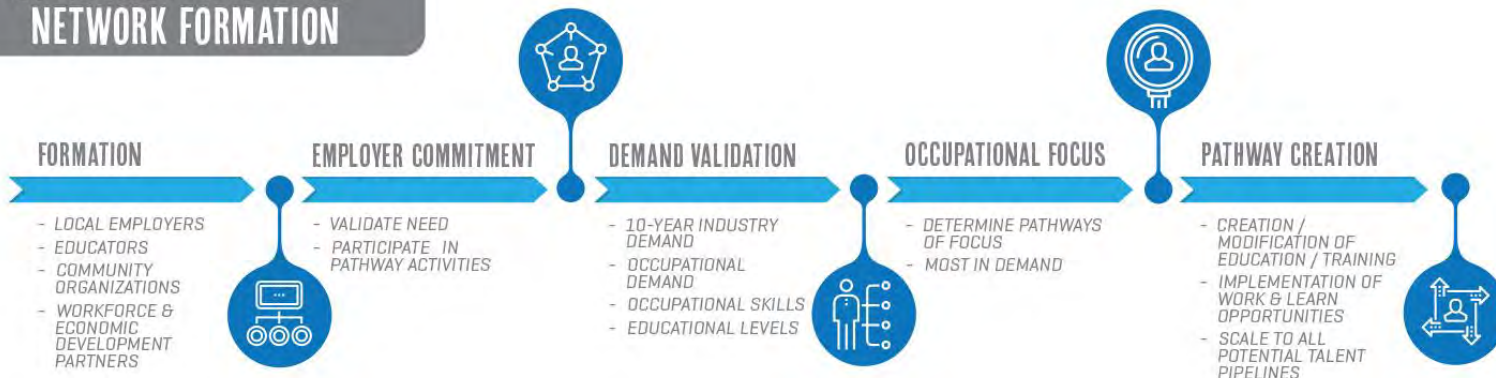 NETWORK FORMATION
FORMATION
- LOCAL EMPLOYERS
- EDUCATORS
- COMMUNITY
ORGANIZATIONS
- WORKFORCE &
ECONOMIC
DEVELOPMENT
PARTNERS
EMPLOYER COMMITMENT
- VALIDATE NEED
- PARTICIPATE IN
PATHWAY ACTIVITIES
DEMAND VALIDATION
- 10-YEAR INDUSTRY
DEMAND
- OCCUPATIONAL
DEMAND
- OCCUPATIONAL SKILLS
- EDUCATIONAL LEVELS
OCCUPATIONAL FOCUS
- DETERMINE PATHWAYS
OF FOCUS
- MOST IN DEMAND
PATHWAY CREATION
- CREATION /
MODIFICATION OF
EDUCATION / TRAINING
- IMPLEMENTATION OF
WORK & LEARN
OPPORTUNITIES
- SCALE TO ALL
POTENTIAL TALENT
PIPELINES